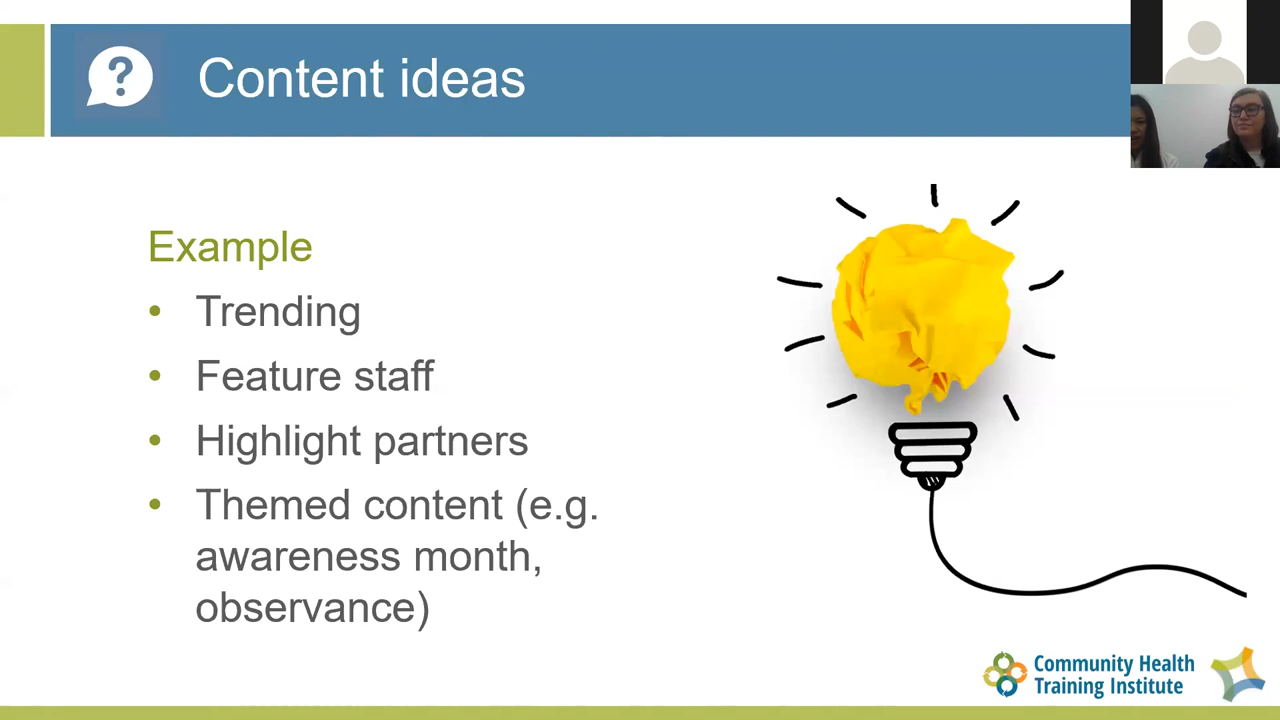 ?
Content ideas
Example
• Trending
• Feature staff
• Highlight partners
• Themed content (e.g.
awareness month,
observance)
Community Health
Training Institute